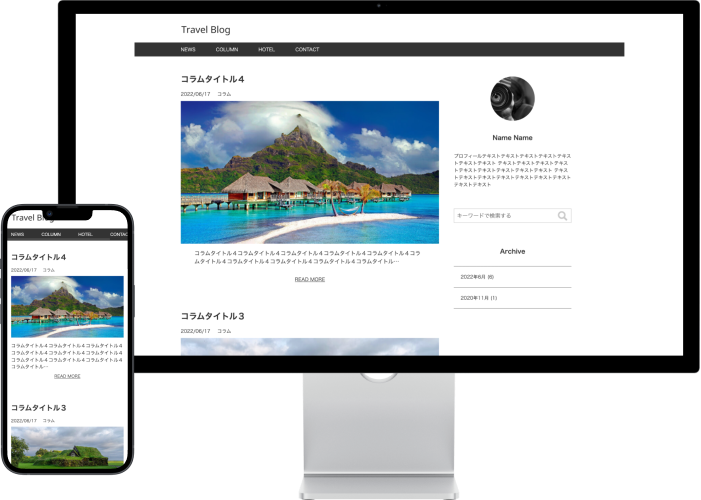 Travel Blog
NEWS COLUMN HOTEL CONTACT
コラムタイトル４
2022/06/17 コラム
コラムタイトル４コラムタイトル４コラムタイトル４コラムタイトル４コラムタイトル４コラ
ムタイトル４コラムタイトル４コラムタイトル４コラムタイトル…
READ MORE
コラムタイトル３
2022/06/17 コラム
Name Name
プロフィールテキストテキストテキストテキストテキス
トテキストテキスト テキストテキストテキストテキス
トテキストテキストテキストテキストテキスト テキス
トテキストテキストテキストテキストテキストテキスト
テキストテキスト
キーワードで検索する
Archive
2022年6月 (6)
2020年11月 (1)
Travel Blog
NEWS COLUMN HOTEL CONTAC
コラムタイトル４
2022/06/17 コラム
コラムタイトル４コラムタイトル４コラムタイトル
４コラムタイトル４コラムタイトル４コラムタイト
ル４コラムタイトル４コラムタイトル４コラムタイトル４
コラムタイトル…
READ MORE
コラムタイトル３
2022/06/17 コラム